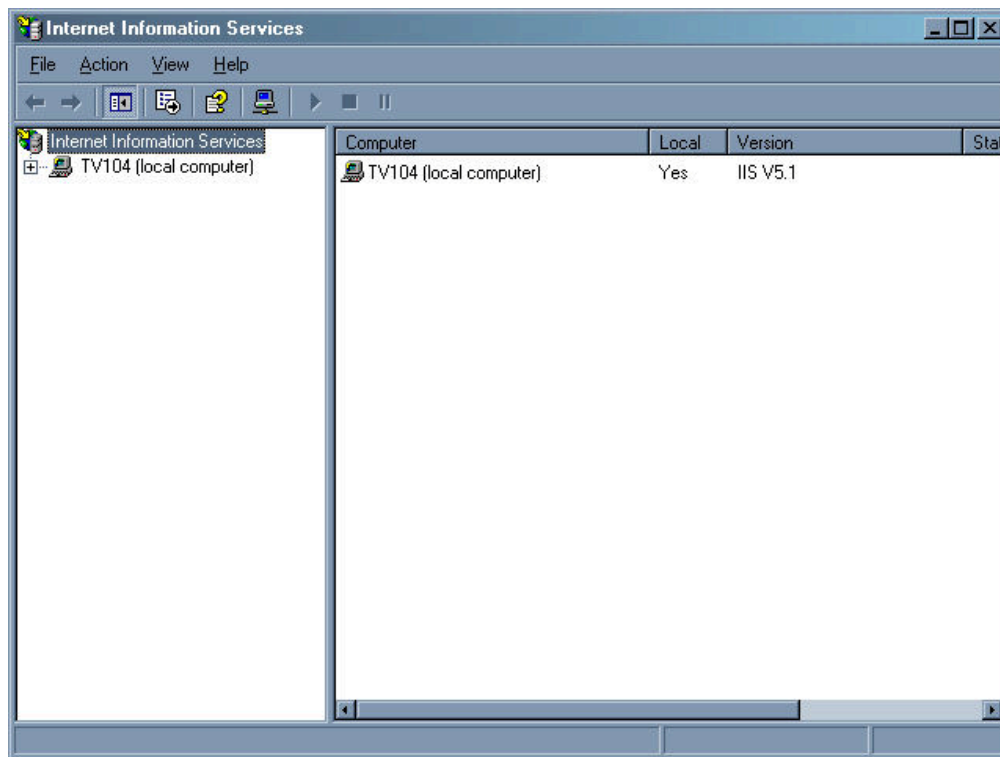 Internet Information Services
File Action View Help
Internet Information Services
TV104 (local computer)
Computer Local Version Sta
TV104 (local computer) Yes IIS V5.1